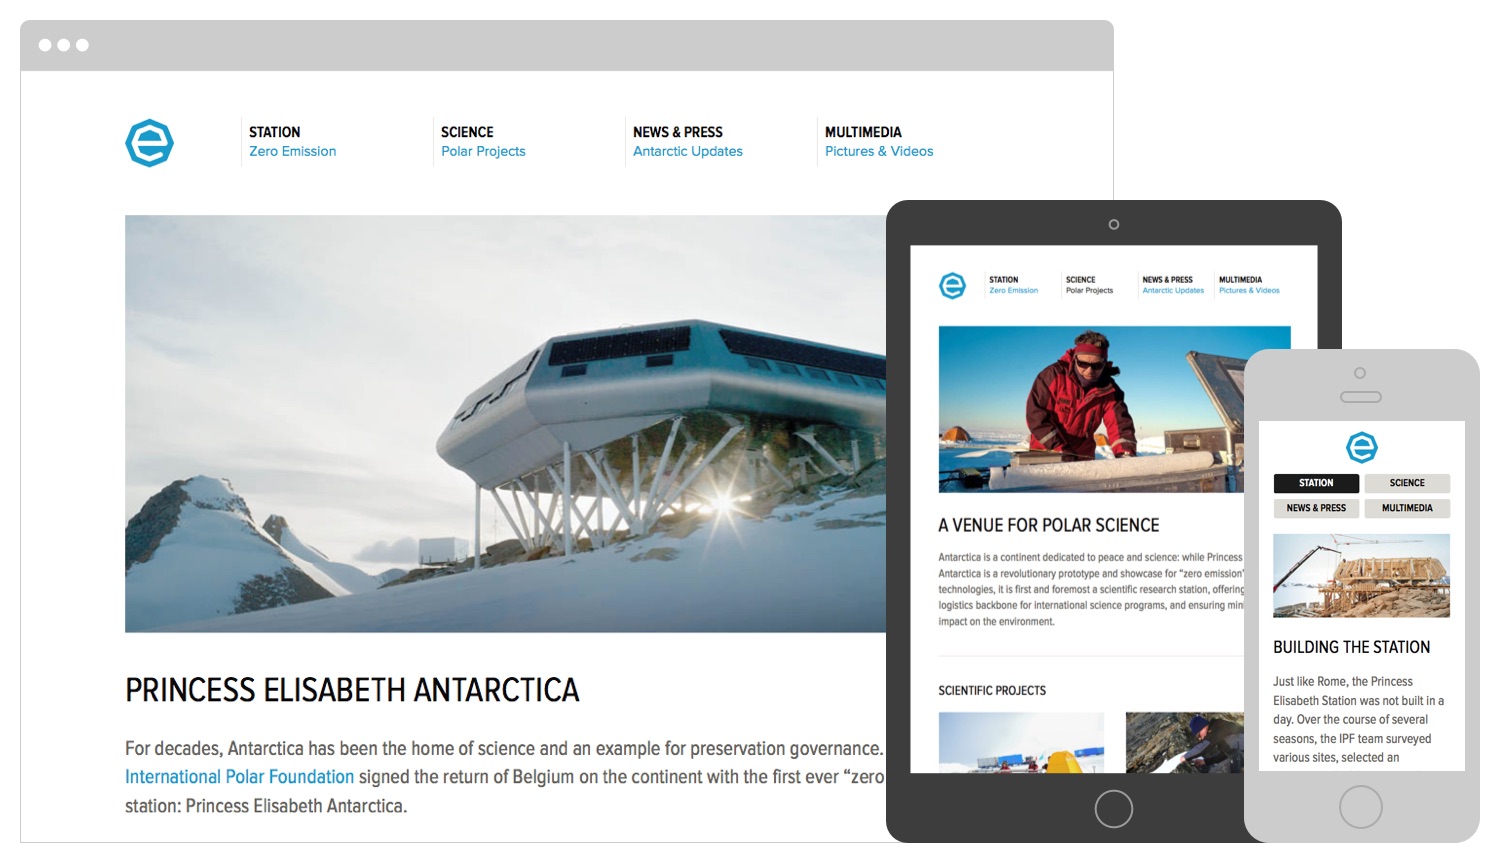 STATION
Zero Emission
SCIENCE
Polar Projects
NEWS & PRESS
Antarctic Updates
MULTIMEDIA
Pictures & Videos
PRINCESS ELISABETH ANTARCTICA
For decades, Antarctica has been the home of science and an example for preservation governance.
International Polar Foundation signed the return of Belgium on the continent with the first ever “zero
station: Princess Elisabeth Antarctica.
STATION
Zero Emission
SCIENCE
Polar Projects
NEWS & PRESS
Antarctic Updates
MULTIMEDIA
Pictures & Videos
A VENUE FOR POLAR SCIENCE
Antarctica is a continent dedicated to peace and science: while Princess
Antarctica is a revolutionary prototype and showcase for “zero emission”
technologies, it is first and foremost a scientific research station, offering
logistics backbone for international science programs, and ensuring mini
impact on the environment.
SCIENTIFIC PROJECTS
STATION
SCIENCE
NEWS & PRESS
MULTIMEDIA
BUILDING THE STATION
Just like Rome, the Princess
Elisabeth Station was not built in a
day. Over the course of several
seasons, the IPF team surveyed
various sites, selected an